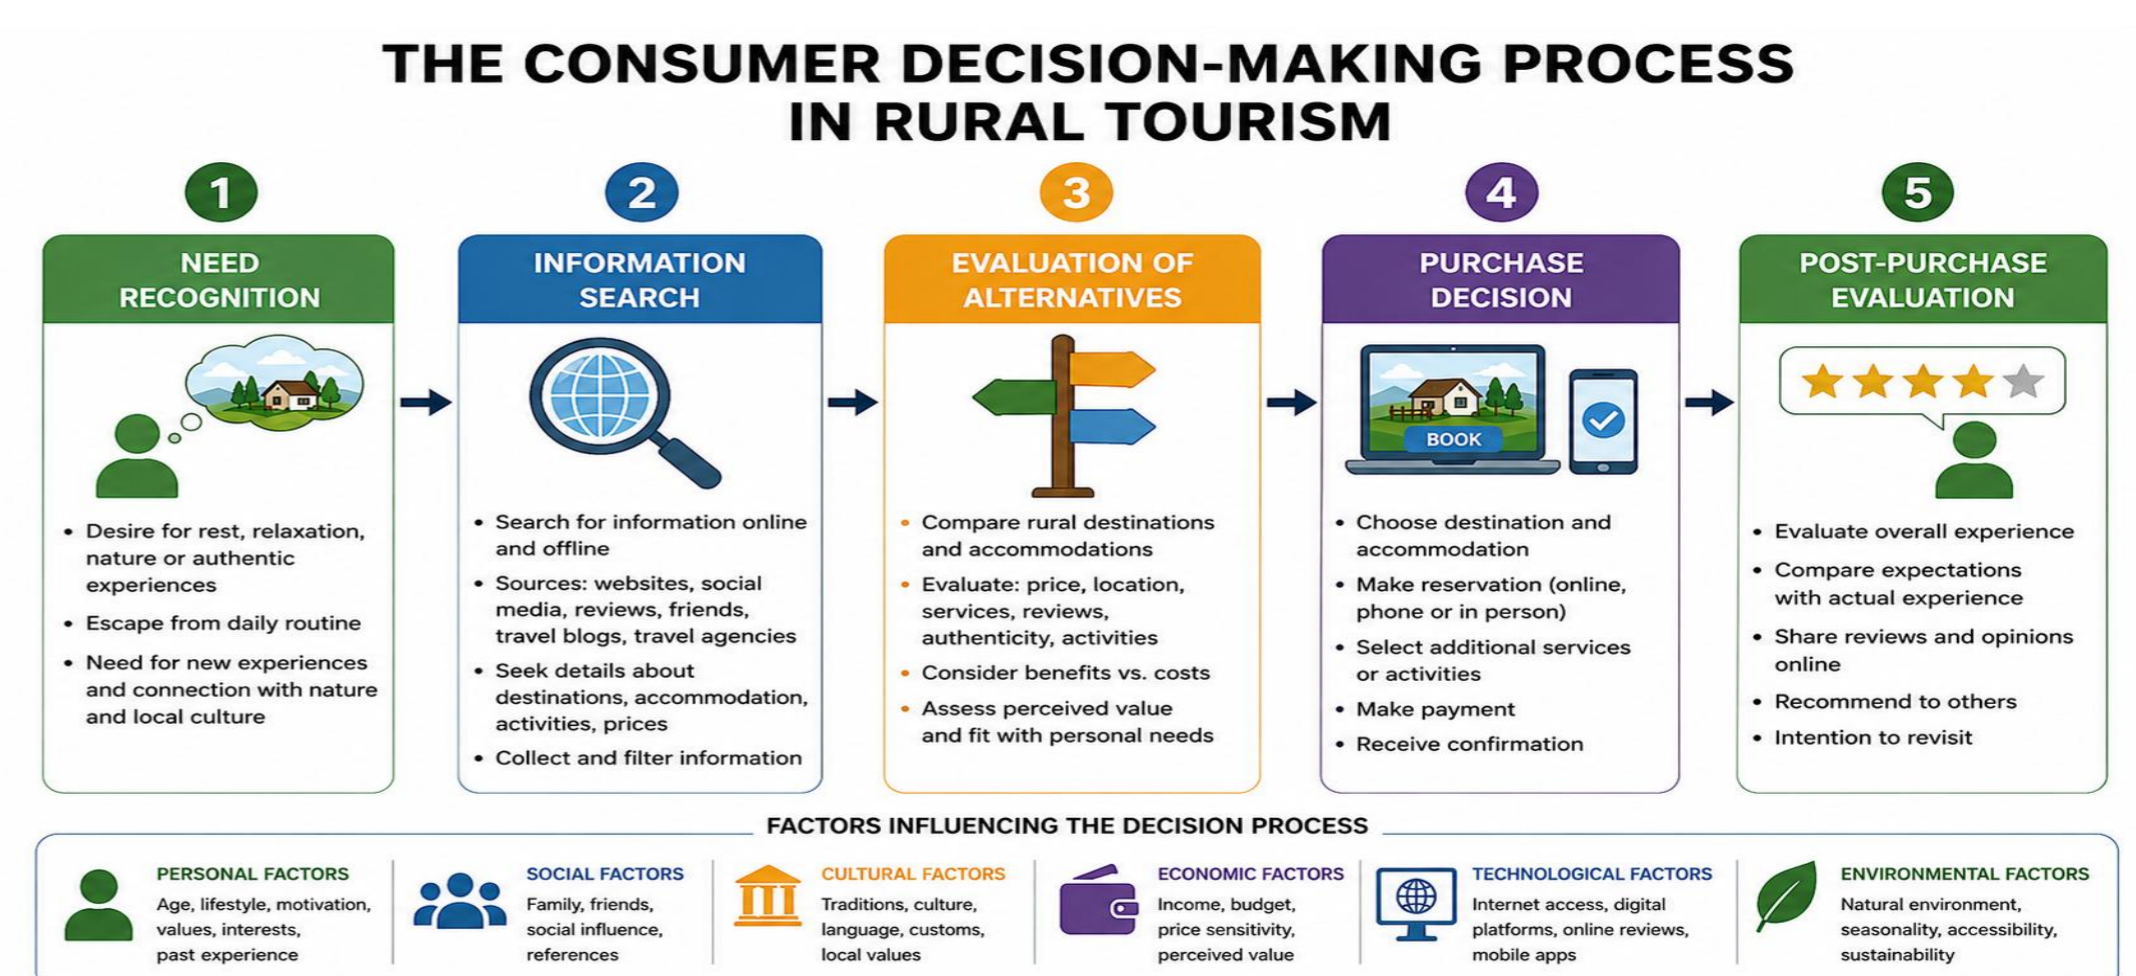 THE CONSUMER DECISION-MAKING PROCESS
IN RURAL TOURISM
1
NEED
RECOGNITION
• Desire for rest, relaxation,
nature or authentic
experiences
• Escape from daily routine
• Need for new experiences
and connection with nature
and local culture
2
INFORMATION
SEARCH
• Search for information online
and offline
• Sources: websites, social
media, reviews, friends,
travel blogs, travel agencies
• Seek details about
destinations, accommodation,
activities, prices
• Collect and filter information
3
EVALUATION OF
ALTERNATIVES
• Compare rural destinations
and accommodations
• Evaluate: price, location,
services, reviews,
authenticity, activities
• Consider benefits vs. costs
• Assess perceived value
and fit with personal needs
4
PURCHASE
DECISION
BOOK
• Choose destination and
accommodation
• Make reservation (online,
phone or in person)
• Select additional services
or activities
• Make payment
• Receive confirmation
5
POST-PURCHASE
EVALUATION
• Evaluate overall experience
• Compare expectations
with actual experience
• Share reviews and opinions
online
• Recommend to others
• Intention to revisit
FACTORS INFLUENCING THE DECISION PROCESS
PERSONAL FACTORS
Age, lifestyle, motivation,
values, interests,
past experience
SOCIAL FACTORS
Family, friends,
social influence,
references
CULTURAL FACTORS
Traditions, culture,
language, customs,
local values
ECONOMIC FACTORS
Income, budget,
price sensitivity,
perceived value
TECHNOLOGICAL FACTORS
Internet access, digital
platforms, online reviews,
mobile apps
ENVIRONMENTAL FACTORS
Natural environment,
seasonality, accessibility,
sustainability